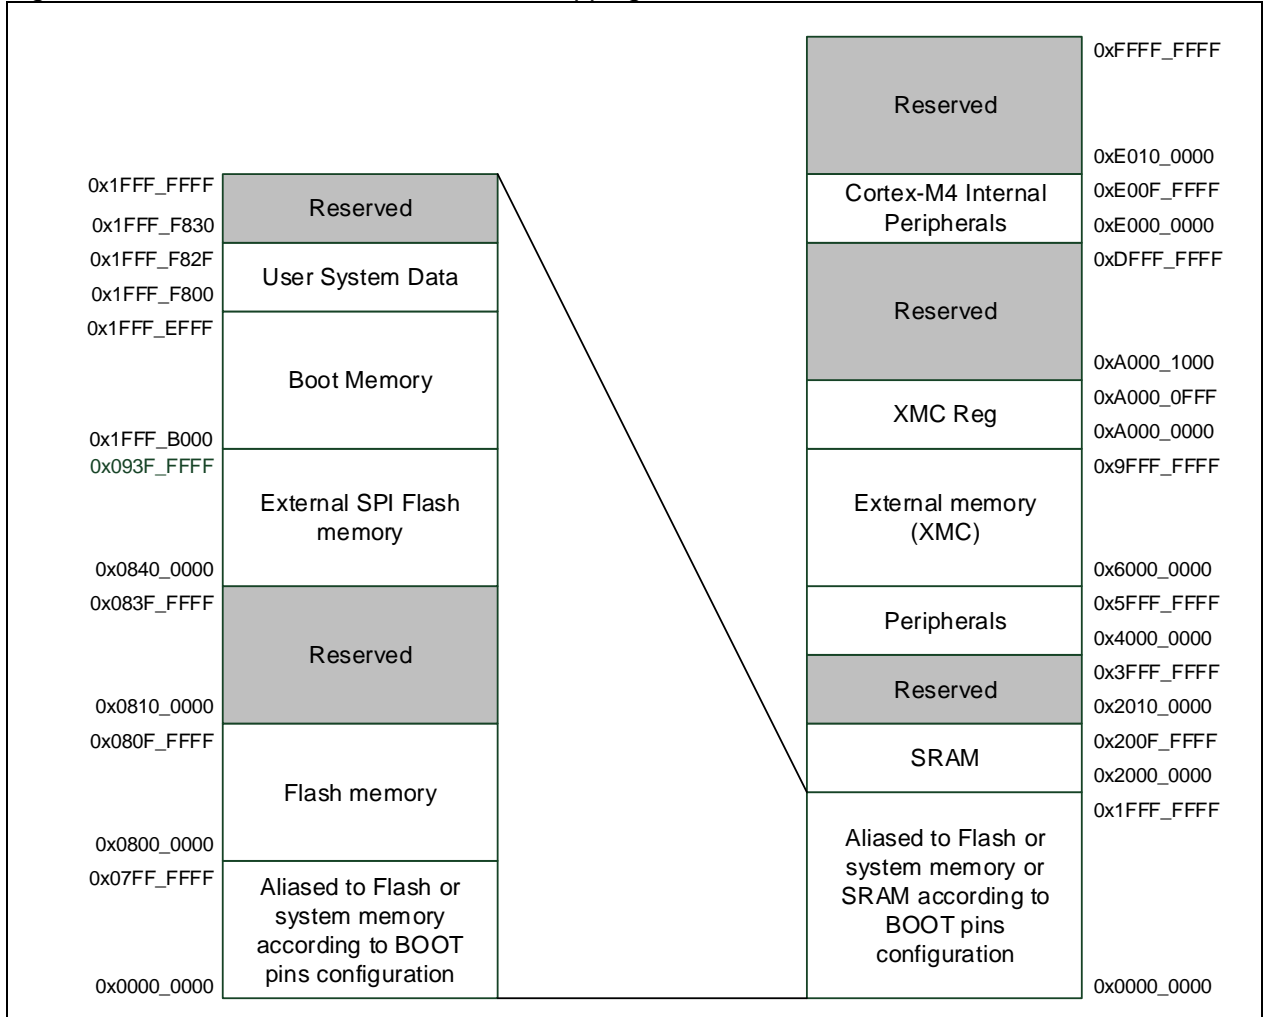 0xFFFF_FFFF
Reserved
0xE010_0000
0x1FFF_FFFF
Reserved
0x1FFF_F830
0x1FFF_F82F
User System Data
0x1FFF_F800
0x1FFF_EFFF
Boot Memory
0x1FFF_B000
0x093F_FFFF
External SPI Flash
memory
0x0840_0000
0x083F_FFFF
Reserved
0x0810_0000
0x080F_FFFF
Flash memory
0x0800_0000
0x07FF_FFFF
Aliased to Flash or
system memory
according to BOOT
pins configuration
0x0000_0000
Cortex-M4 Internal
Peripherals
0xE00F_FFFF
0xE000_0000
0xDFFF_FFFF
Reserved
0xA000_1000
0xA000_0FFF
XMC Reg
0xA000_0000
0x9FFF_FFFF
External memory
(XMC)
0x6000_0000
0x5FFF_FFFF
Peripherals
0x4000_0000
0x3FFF_FFFF
Reserved
0x2010_0000
0x200F_FFFF
SRAM
0x2000_0000
0x1FFF_FFFF
Aliased to Flash or
system memory or
SRAM according to
BOOT pins
configuration
0x0000_0000